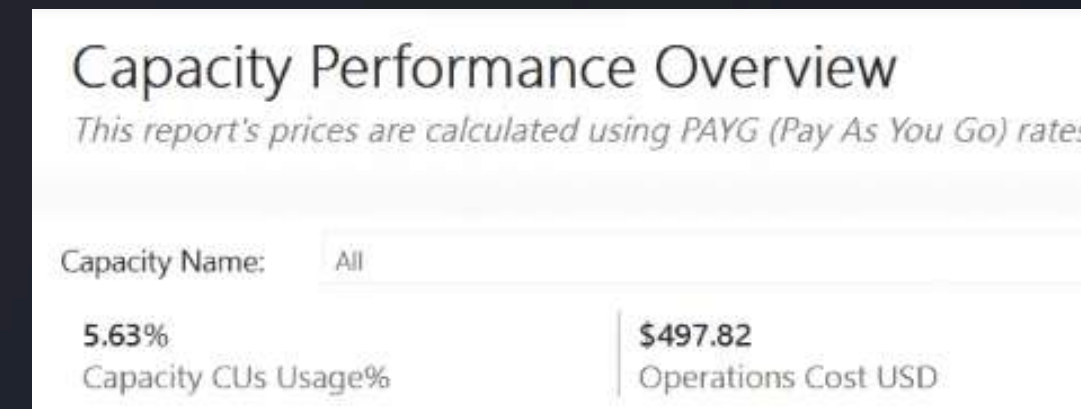 Capacity Performance Overview
This report's prices are calculated using PAYG (Pay As You Go) rates
Capacity Name: All
5.63% $497.82
Capacity CUs Usage% Operations Cost USD